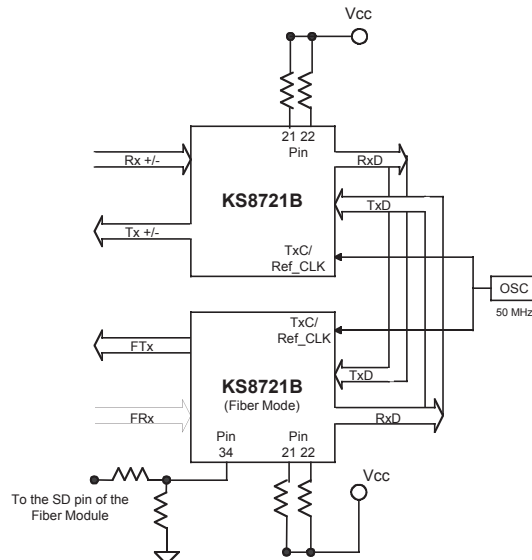 Vcc
21 22
Pin
Rx +/-
RxD
KS8721B
TxD
Tx +/-
TxC/
Ref_CLK
OSC
50 MHz
TxC/
Ref_CLK
FTx
KS8721B
(Fiber Mode)
TxD
FRx
RxD
Pin
34
Pin
21 22
Vcc
To the SD pin of the
Fiber Module